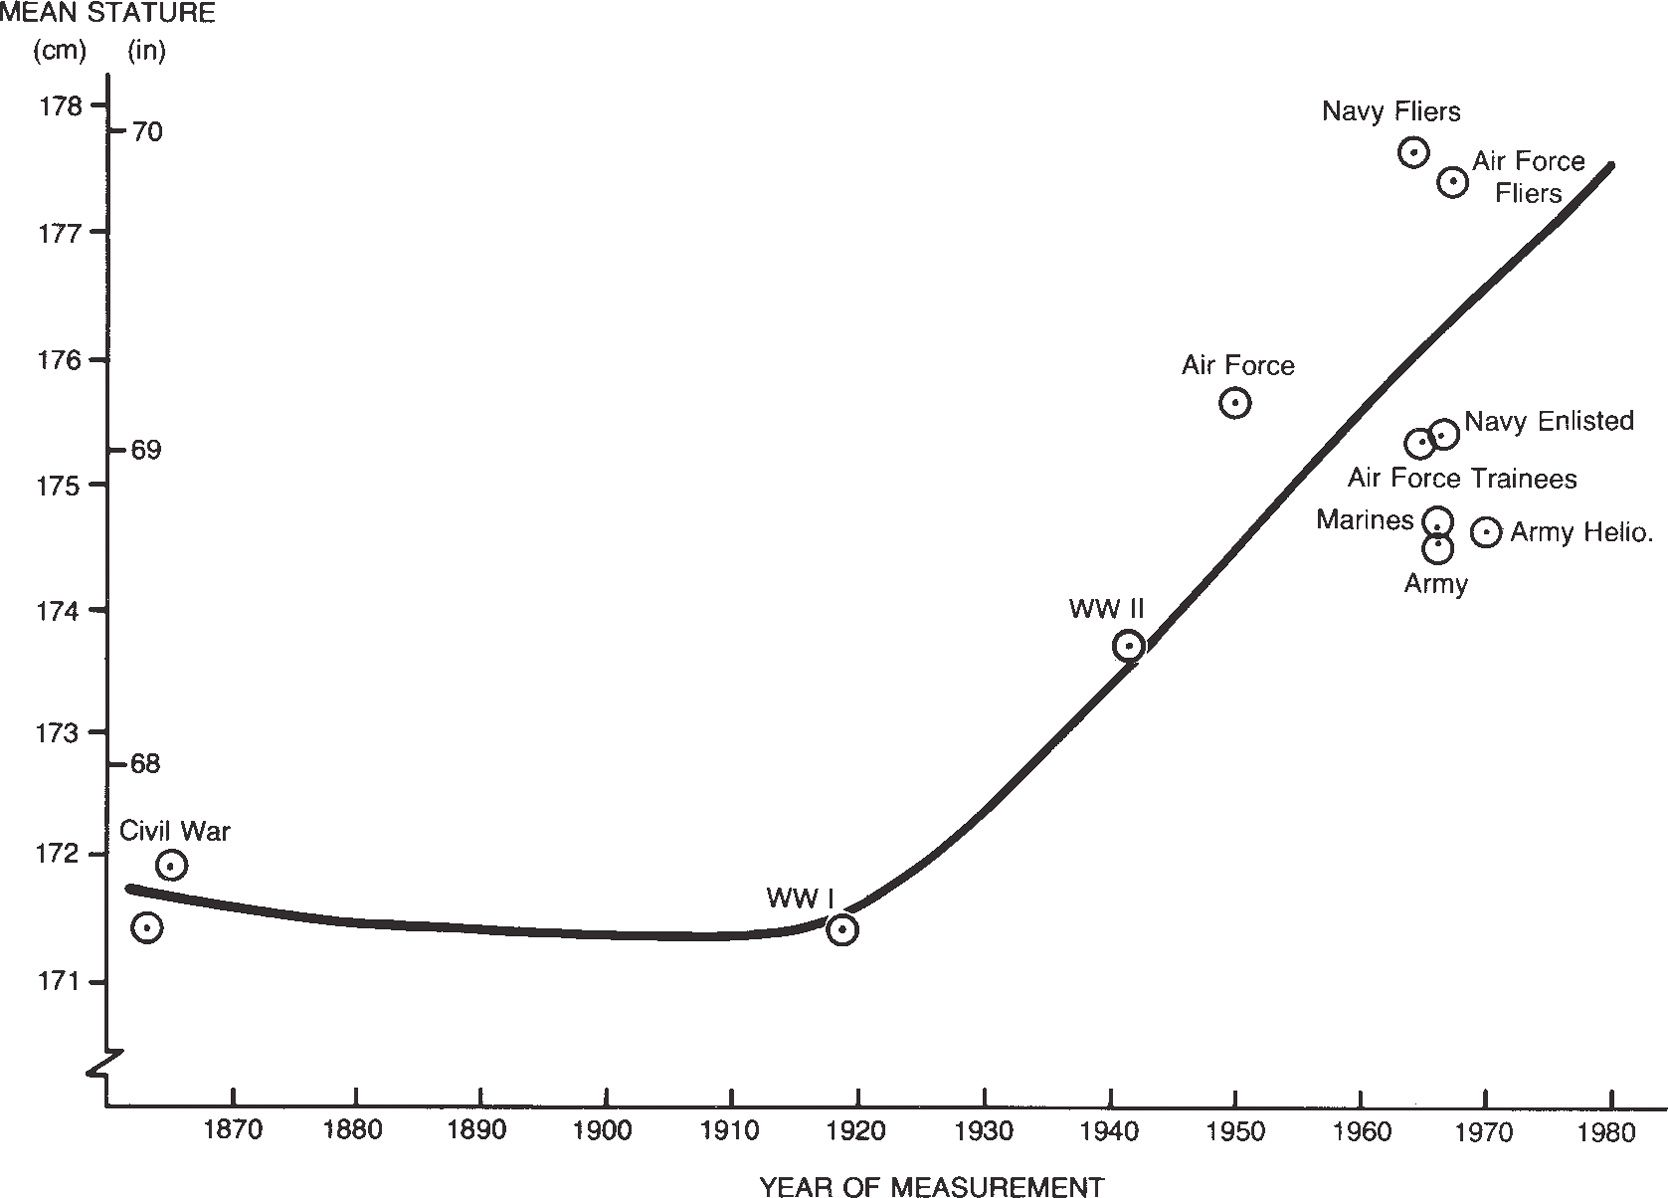 MEAN STATURE
(cm) (in)
178
70
Navy Fliers
Air Force
Fliers
177
176
Air Force
Navy Enlisted
69
175
Air Force Trainees
Marines
Army Helio.
Army
174
WW II
173
68
Civil War
172
WW I
171
1870 1880 1890 1900 1910 1920 1930 1940 1950 1960 1970 1980
YEAR OF MEASUREMENT